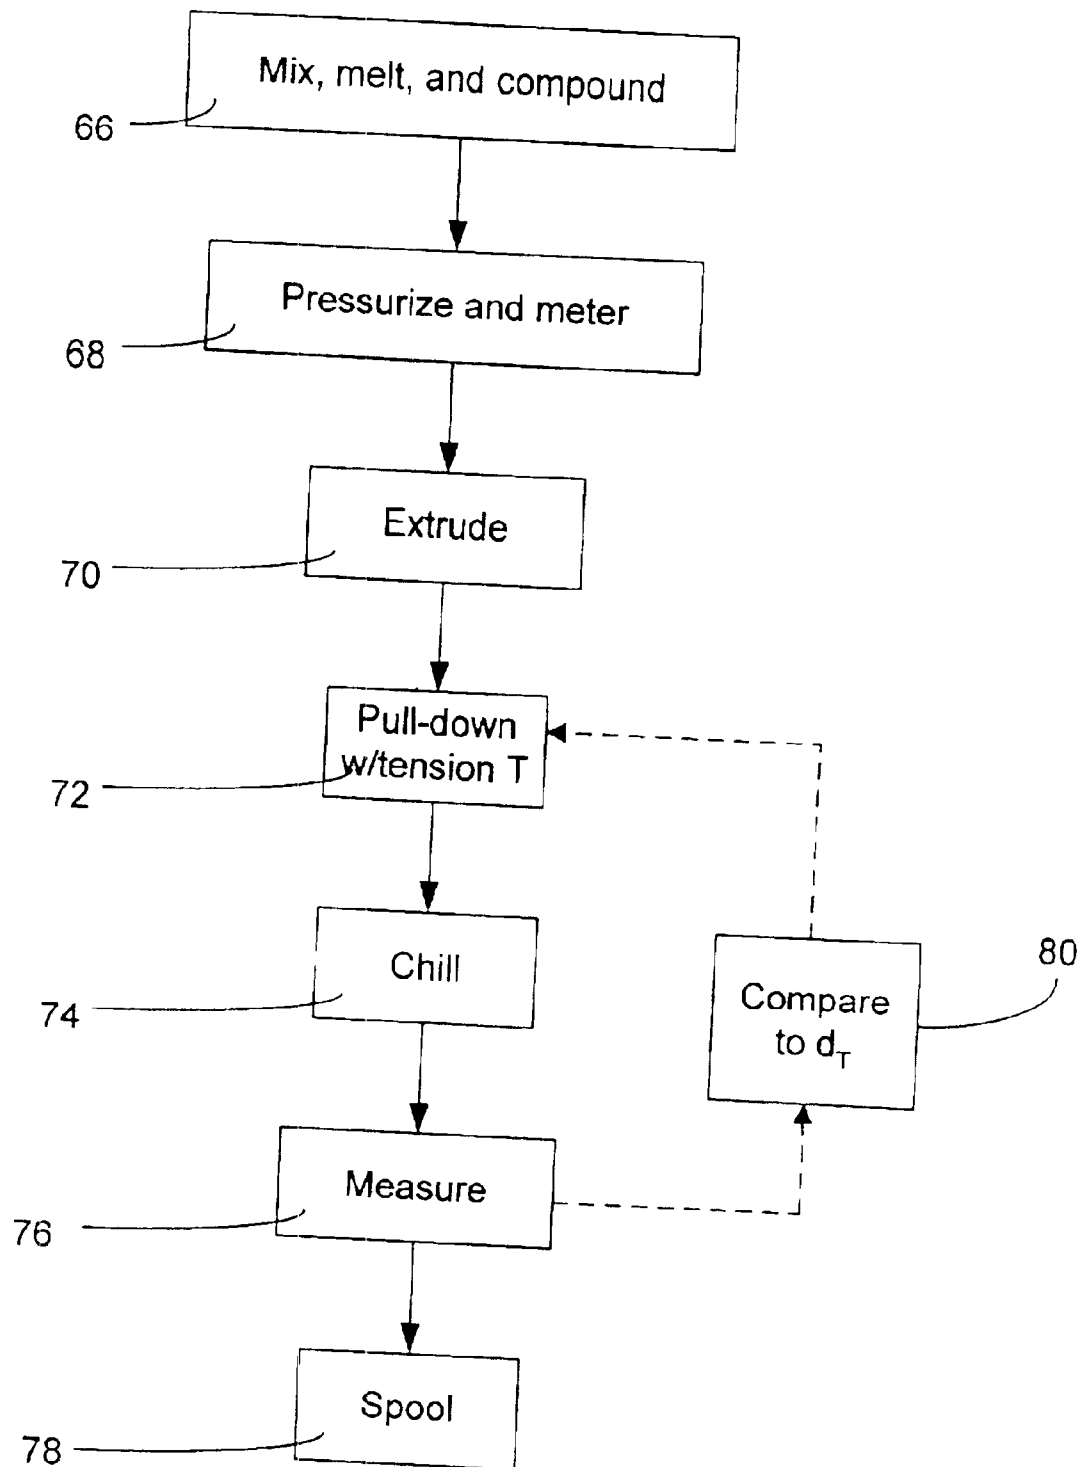 Mix, melt, and compound
66
Pressurize and meter
68
Extrude
70
Pull-down
w/tension T
72
Chill
74
Compare
to d_T
80
Measure
76
Spool
78